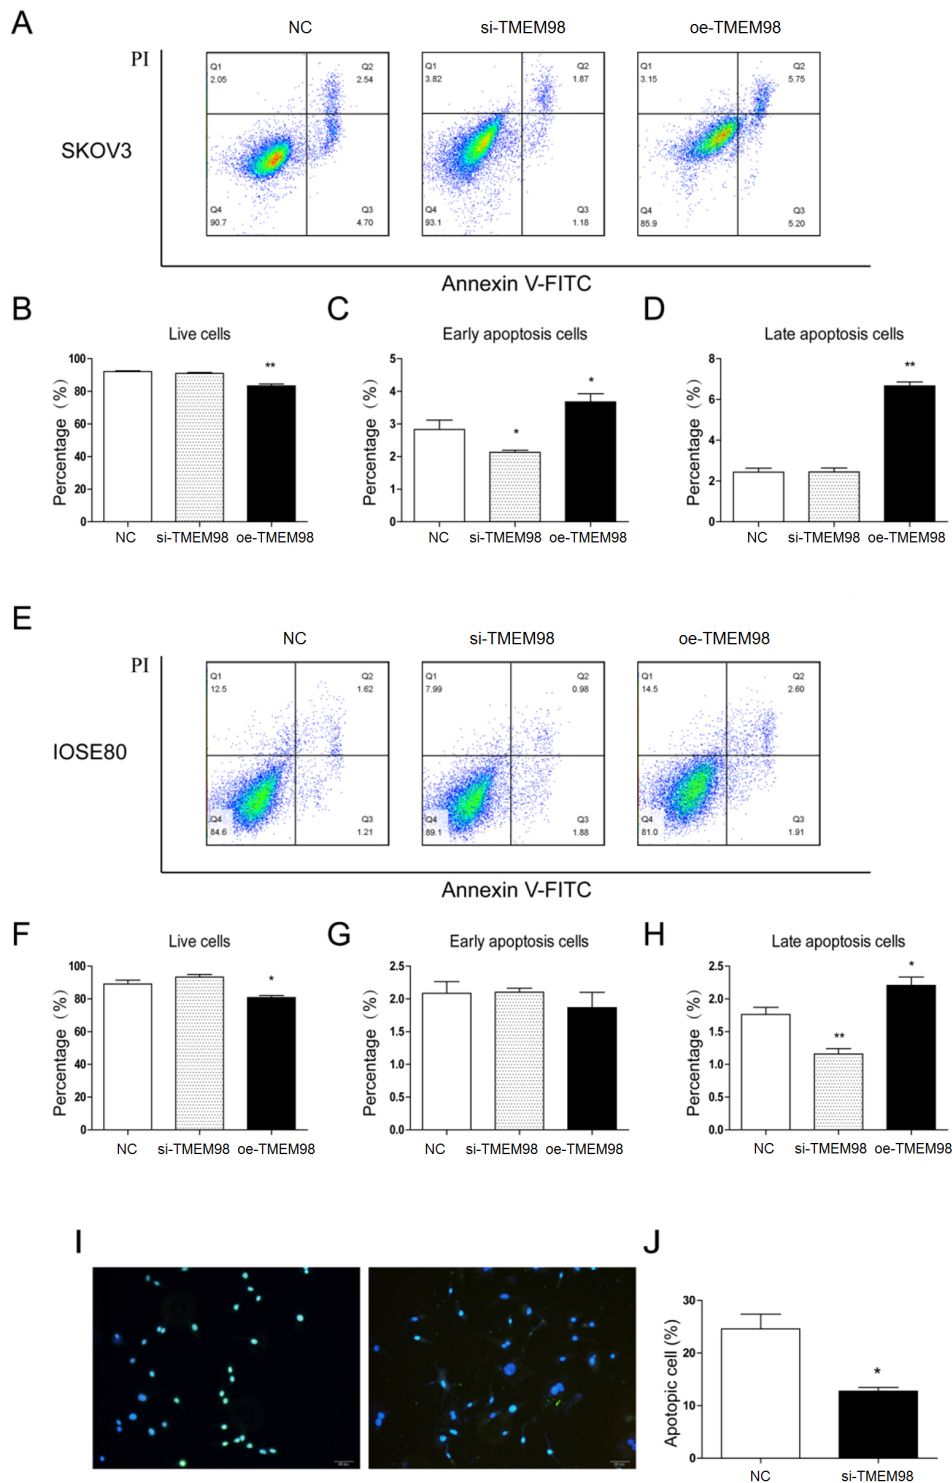 A
NC
si-TMEM98
oe-TMEM98
PI
SKOV3
Q1
2.05
Q2
2.54
Q4
90.7
Q3
4.70
Q1
3.82
Q2
1.87
Q4
93.1
Q3
1.18
Q1
3.15
Q2
5.75
Q4
85.9
Q3
5.20
Annexin V-FITC
B
Live cells
Percentage (%)
100
80
60
40
20
0
**
NC
si-TMEM98
oe-TMEM98
C
Early apoptosis cells
Percentage (%)
5
4
3
2
1
0
*
*
NC
si-TMEM98
oe-TMEM98
D
Late apoptosis cells
Percentage (%)
8
6
4
2
0
**
NC
si-TMEM98
oe-TMEM98
E
NC
si-TMEM98
oe-TMEM98
PI
IOSE80
Q1
12.5
Q2
1.62
Q4
84.6
Q3
1.21
Q1
7.99
Q2
0.98
Q4
89.1
Q3
1.88
Q1
14.5
Q2
2.60
Q4
81.0
Q3
1.91
Annexin V-FITC
F
Live cells
Percentage (%)
100
80
60
40
20
0
*
NC
si-TMEM98
oe-TMEM98
G
Early apoptosis cells
Percentage (%)
2.5
2.0
1.5
1.0
0.5
0.0
NC
si-TMEM98
oe-TMEM98
H
Late apoptosis cells
Percentage (%)
2.5
2.0
1.5
1.0
0.5
0.0
**
*
NC
si-TMEM98
oe-TMEM98
I
J
Apotopic cell (%)
30
20
10
0
*
NC
si-TMEM98